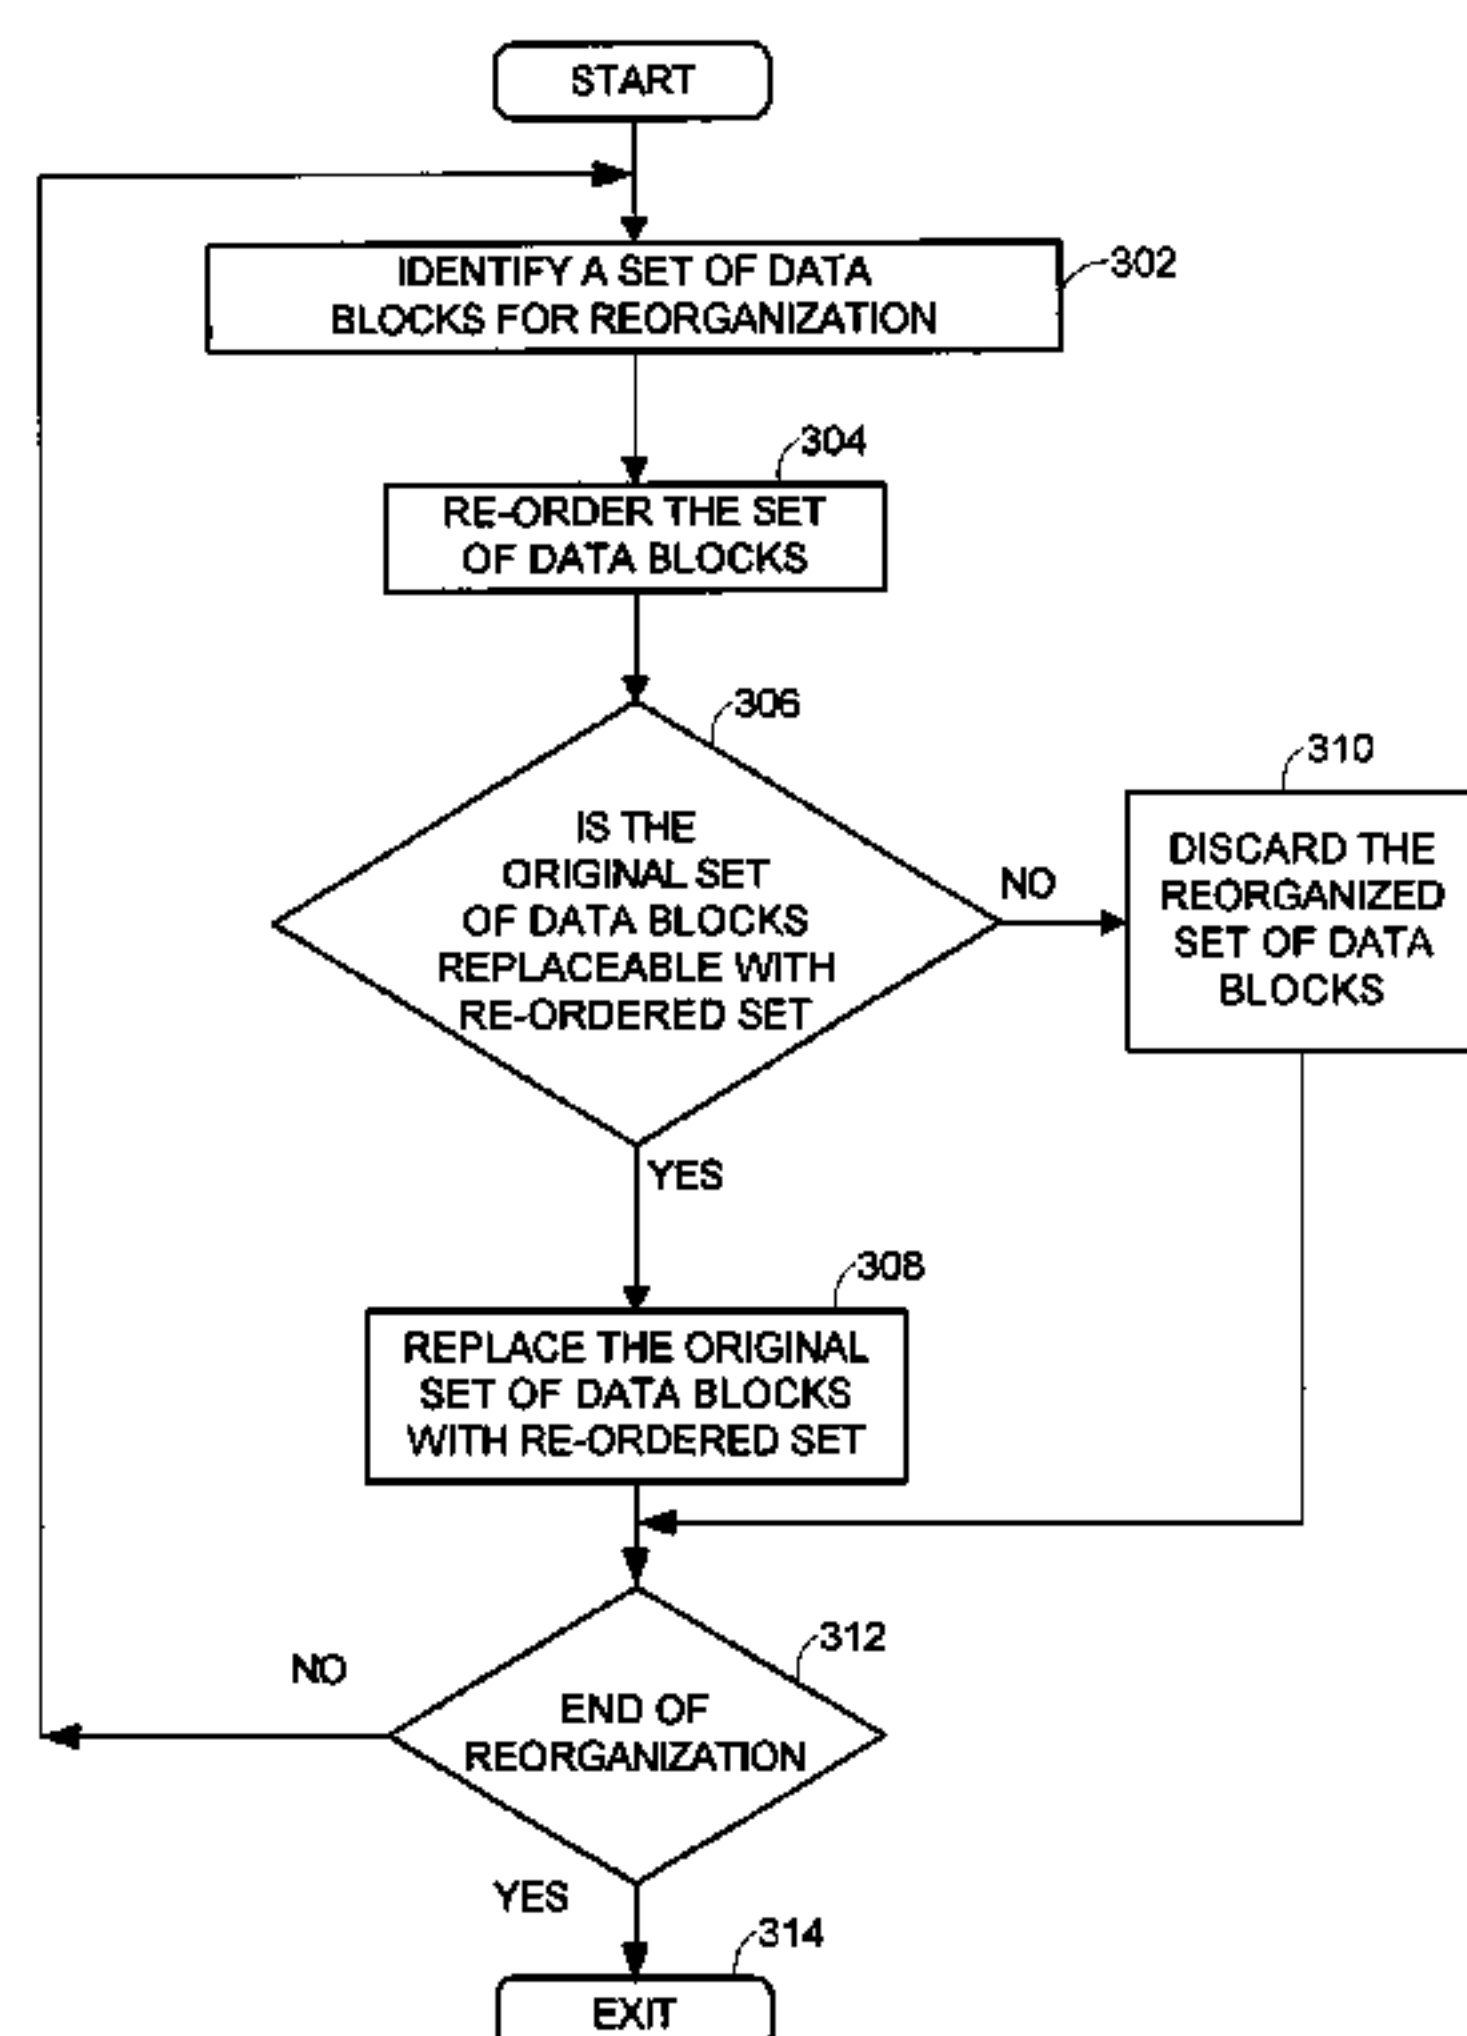 START
IDENTIFY A SET OF DATA
BLOCKS FOR REORGANIZATION
302
304
RE-ORDER THE SET
OF DATA BLOCKS
306
IS THE
ORIGINAL SET
OF DATA BLOCKS
REPLACEABLE WITH
RE-ORDERED SET
NO
310
DISCARD THE
REORGANIZED
SET OF DATA
BLOCKS
YES
308
REPLACE THE ORIGINAL
SET OF DATA BLOCKS
WITH RE-ORDERED SET
312
NO
END OF
REORGANIZATION
YES
314
EXIT